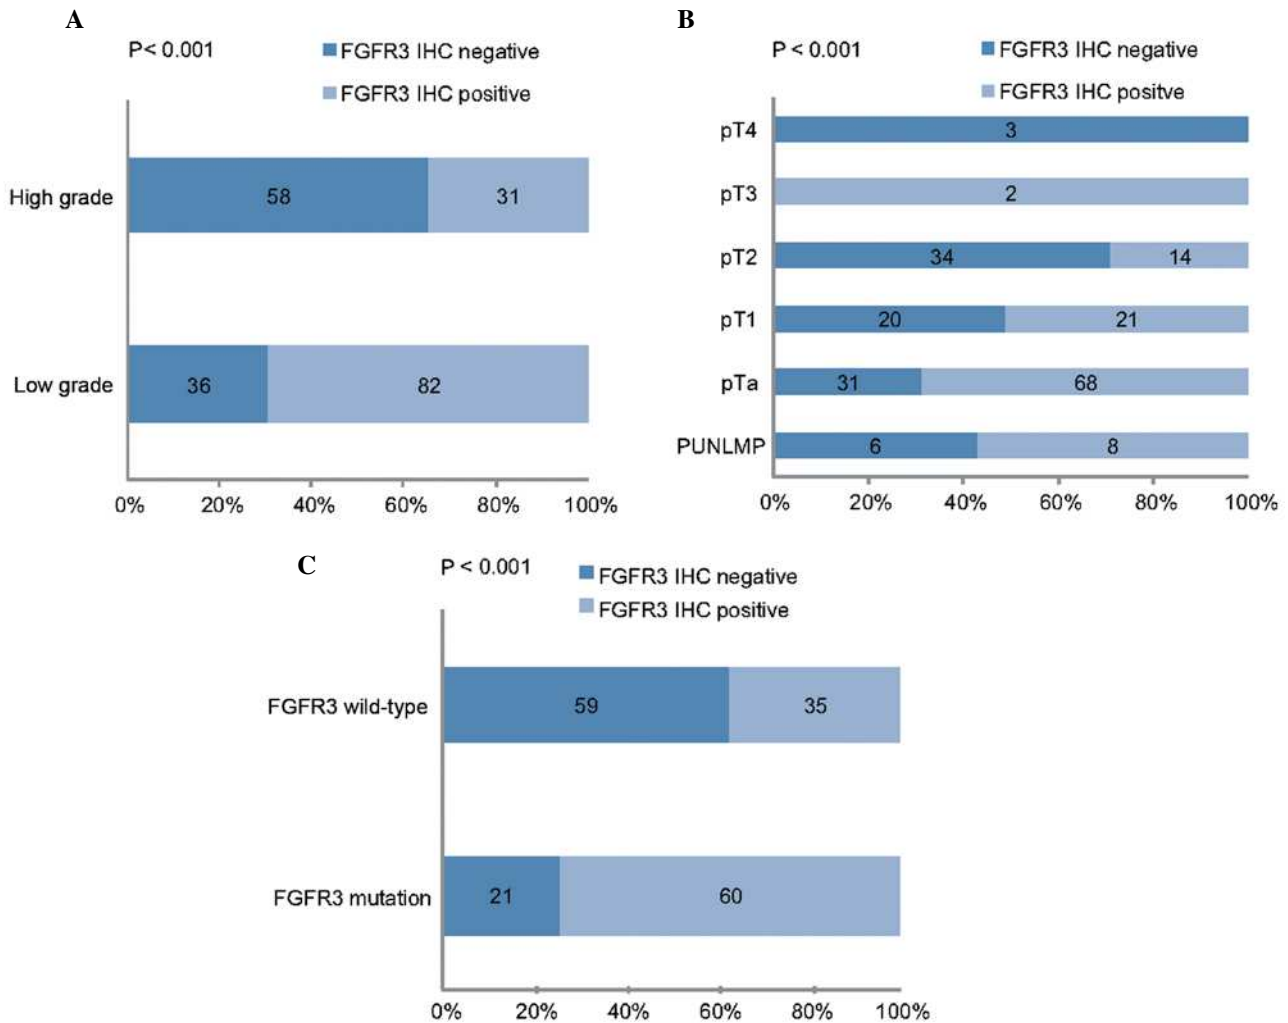 A
P< 0.001
FGFR3 IHC negative
FGFR3 IHC positive
High grade
58
31
Low grade
36
82
0% 20% 40% 60% 80% 100%
B
P < 0.001
FGFR3 IHC negative
FGFR3 IHC positve
pT4
3
pT3
2
pT2
34
14
pT1
20
21
pTa
31
68
PUNLMP
6
8
0% 20% 40% 60% 80% 100%
C
P < 0.001
FGFR3 IHC negative
FGFR3 IHC positive
FGFR3 wild-type
59
35
FGFR3 mutation
21
60
0% 20% 40% 60% 80% 100%